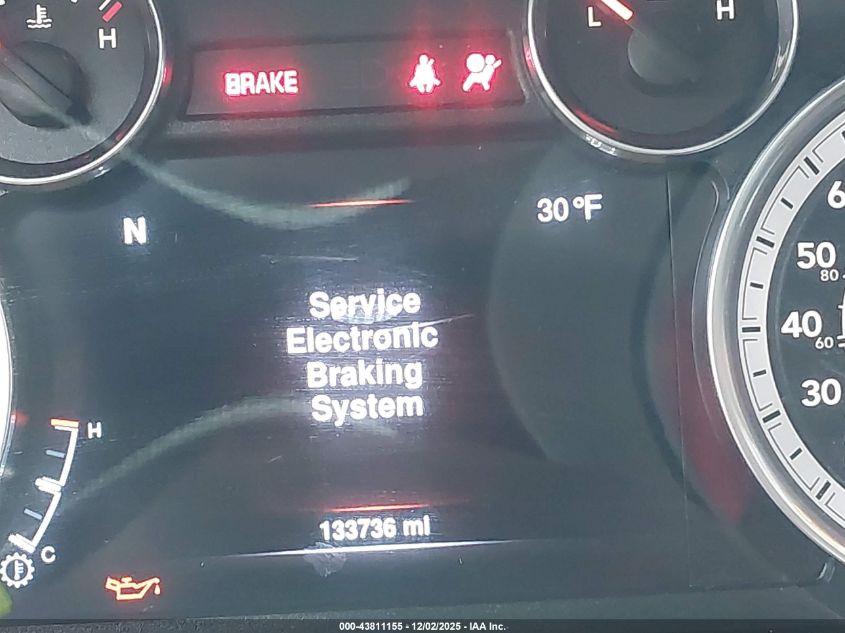 H
L
H
BRAKE
N
30°F
6
50
80
Service
Electronic
Braking
System
40
60
30
H
C
133736 mi
000-43811155 - 12/02/2025 - IAA Inc.